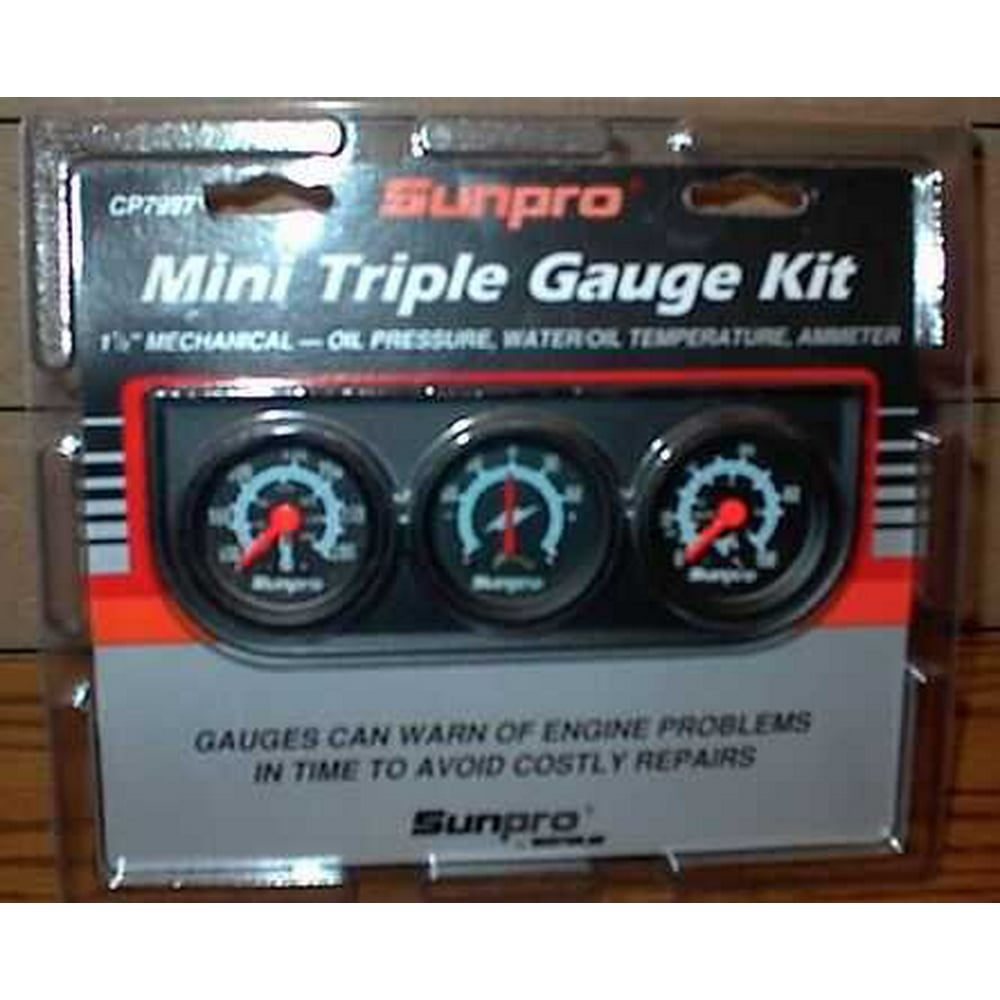 CP7997
Sunpro
Mini Triple Gauge Kit
1½" MECHANICAL — OIL PRESSURE, WATER/OIL TEMPERATURE, AMMETER
Sunpro Sunpro Sunpro
GAUGES CAN WARN OF ENGINE PROBLEMS
IN TIME TO AVOID COSTLY REPAIRS
Sunpro